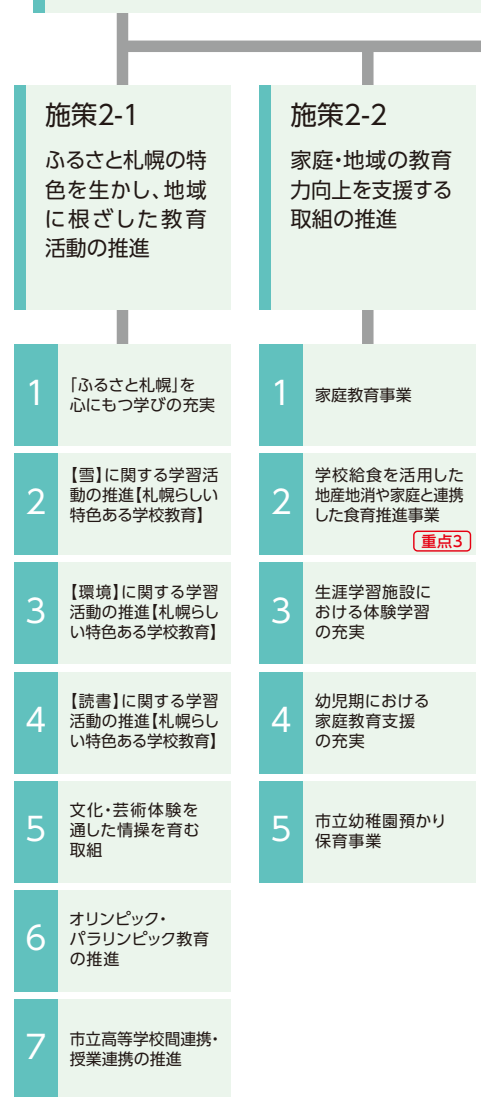 施策2-1
ふるさと札幌の特
色を生かし、地域
に根ざした教育
活動の推進
1
「ふるさと札幌」を
心にもつ学びの充実
2
【雪】に関する学習活
動の推進【札幌らしい
特色ある学校教育】
3
【環境】に関する学習
活動の推進【札幌らし
い特色ある学校教育】
4
【読書】に関する学習
活動の推進【札幌らし
い特色ある学校教育】
5
文化・芸術体験を
通した情操を育む
取組
6
オリンピック・
パラリンピック教育
の推進
7
市立高等学校間連携・
授業連携の推進
施策2-2
家庭・地域の教育
力向上を支援する
取組の推進
1
家庭教育事業
2
学校給食を活用した
地産地消や家庭と連携
した食育推進事業
重点3
3
生涯学習施設に
おける体験学習
の充実
4
幼児期における
家庭教育支援
の充実
5
市立幼稚園預かり
保育事業